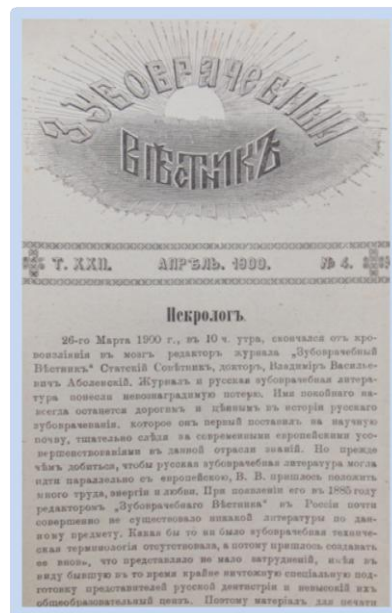 ЗУБОВРАЧЕБНЫЙ
ВѢСТНИКЪ
Т. XXII. АПРѢЛЬ. № 4.
Некрологъ.
26-го Марта 1900 г., въ 10 ч. утра, скончался отъ кро-
воизліянія въ мозгъ редакторъ журнала „Зубоврачебный
Вѣстникъ“ Статскій Совѣтникъ, докторъ, Владиміръ Василье-
вичъ Аболенскій. Журналъ и русская зубоврачебная литера-
тура понесли невознаградимую потерю. Имя покойнаго на-
всегда останется дорогимъ и цѣннымъ въ исторіи русскаго
зубоврачеванія, которое онъ первый поставилъ на научную
почву, тщательно слѣдя за современными европейскими усо-
вершенствованіями въ данной отрасли знаній. Но прежде
чѣмъ добиться, чтобы русская зубоврачебная литература могла
идти параллельно съ европейскою, В. В. пришлось положить
много труда, энергіи и любви. При появленіи его въ 1885 году
редакторомъ „Зубоврачебнаго Вѣстника“ въ Россіи почти
совершенно не существовало никакой литературы по дан-
ному предмету. Какая бы то ни было зубоврачебная техниче-
ская терминологія отсутствовала, а потому пришлось создавать
ее вновь, что представляло не мало затрудненій, имѣя въ
виду бывшую въ то время крайне ничтожную спеціальную под-
готовку представителей русской дентистріи и невысокій ихъ
общеобразовательный цензъ. Поэтому матеріалъ для печати